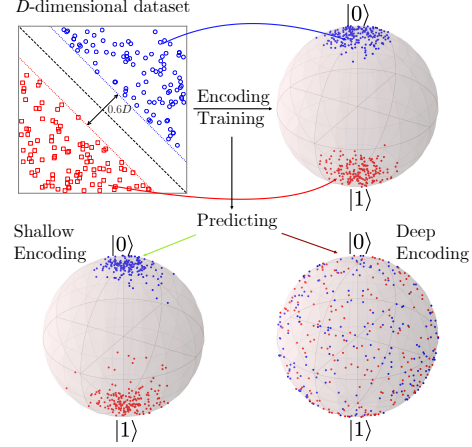 D-dimensional dataset
|0⟩
0.6D
Encoding
Training
|1⟩
Predicting
Shallow
Encoding
|0⟩
|0⟩
Deep
Encoding
|1⟩
|1⟩